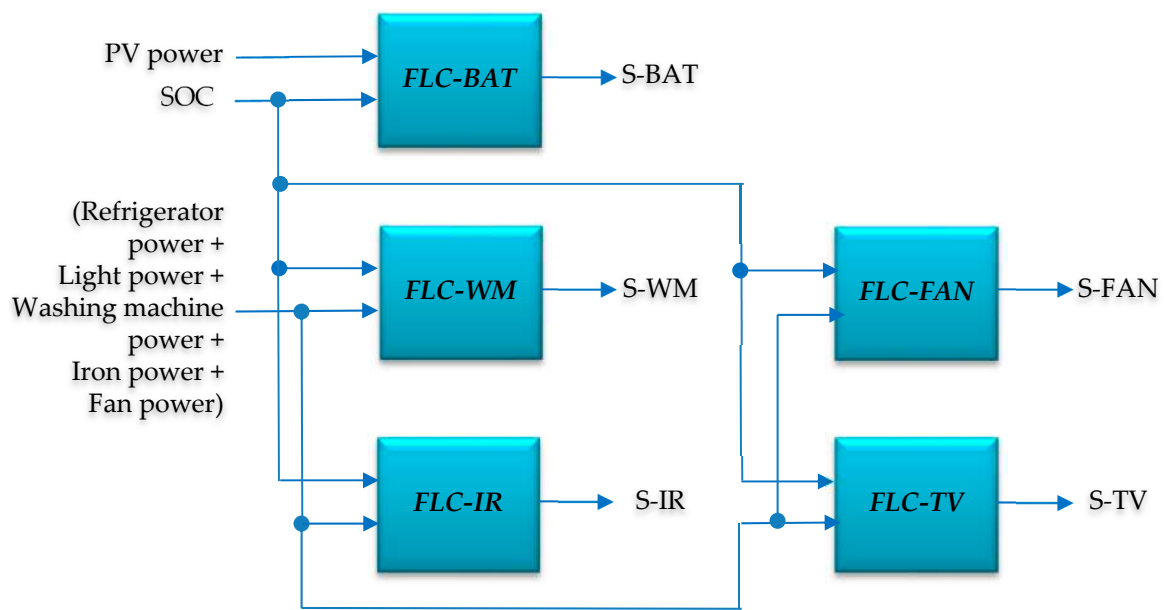 PV power
SOC
FLC-BAT
S-BAT
(Refrigerator
power +
Light power +
Washing machine
power +
Iron power +
Fan power)
FLC-WM
S-WM
FLC-FAN
S-FAN
FLC-IR
S-IR
FLC-TV
S-TV